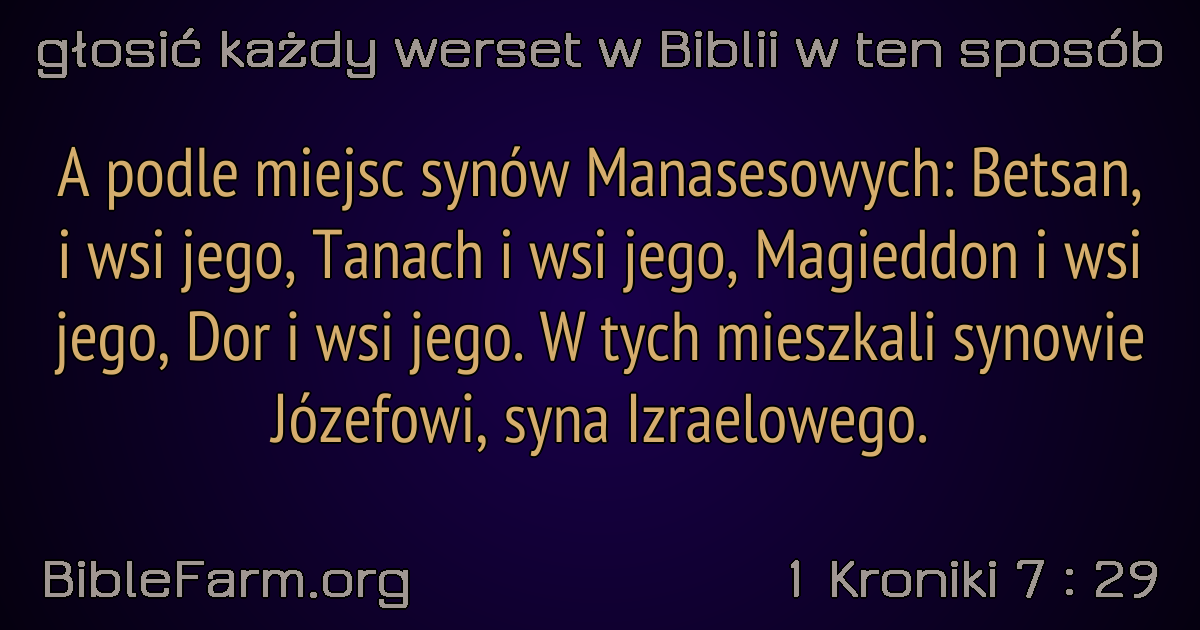 głosić każdy werset w Biblii w ten sposób
A podle miejsc synów Manasesowych: Betsan,
i wsi jego, Tanach i wsi jego, Magieddon i wsi
jego, Dor i wsi jego. W tych mieszkali synowie
Józefowi, syna Izraelowego.
BibleFarm.org
1 Kroniki 7 : 29